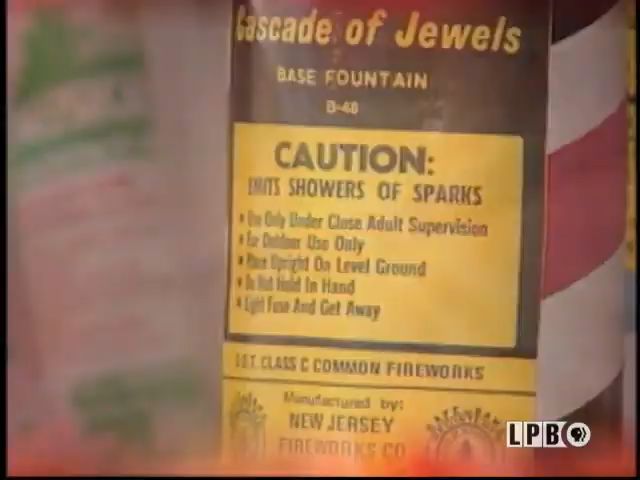 Cascade of Jewels
BASE FOUNTAIN
B-40
CAUTION:
EMITS SHOWERS OF SPARKS
• Use Only Under Close Adult Supervision
• For Outdoor Use Only
• Place Upright On Level Ground
• Do Not Hold In Hand
• Light Fuse And Get Away
CLASS C COMMON FIREWORKS
Manufactured by:
NEW JERSEY
FIREWORKS CO
LPB